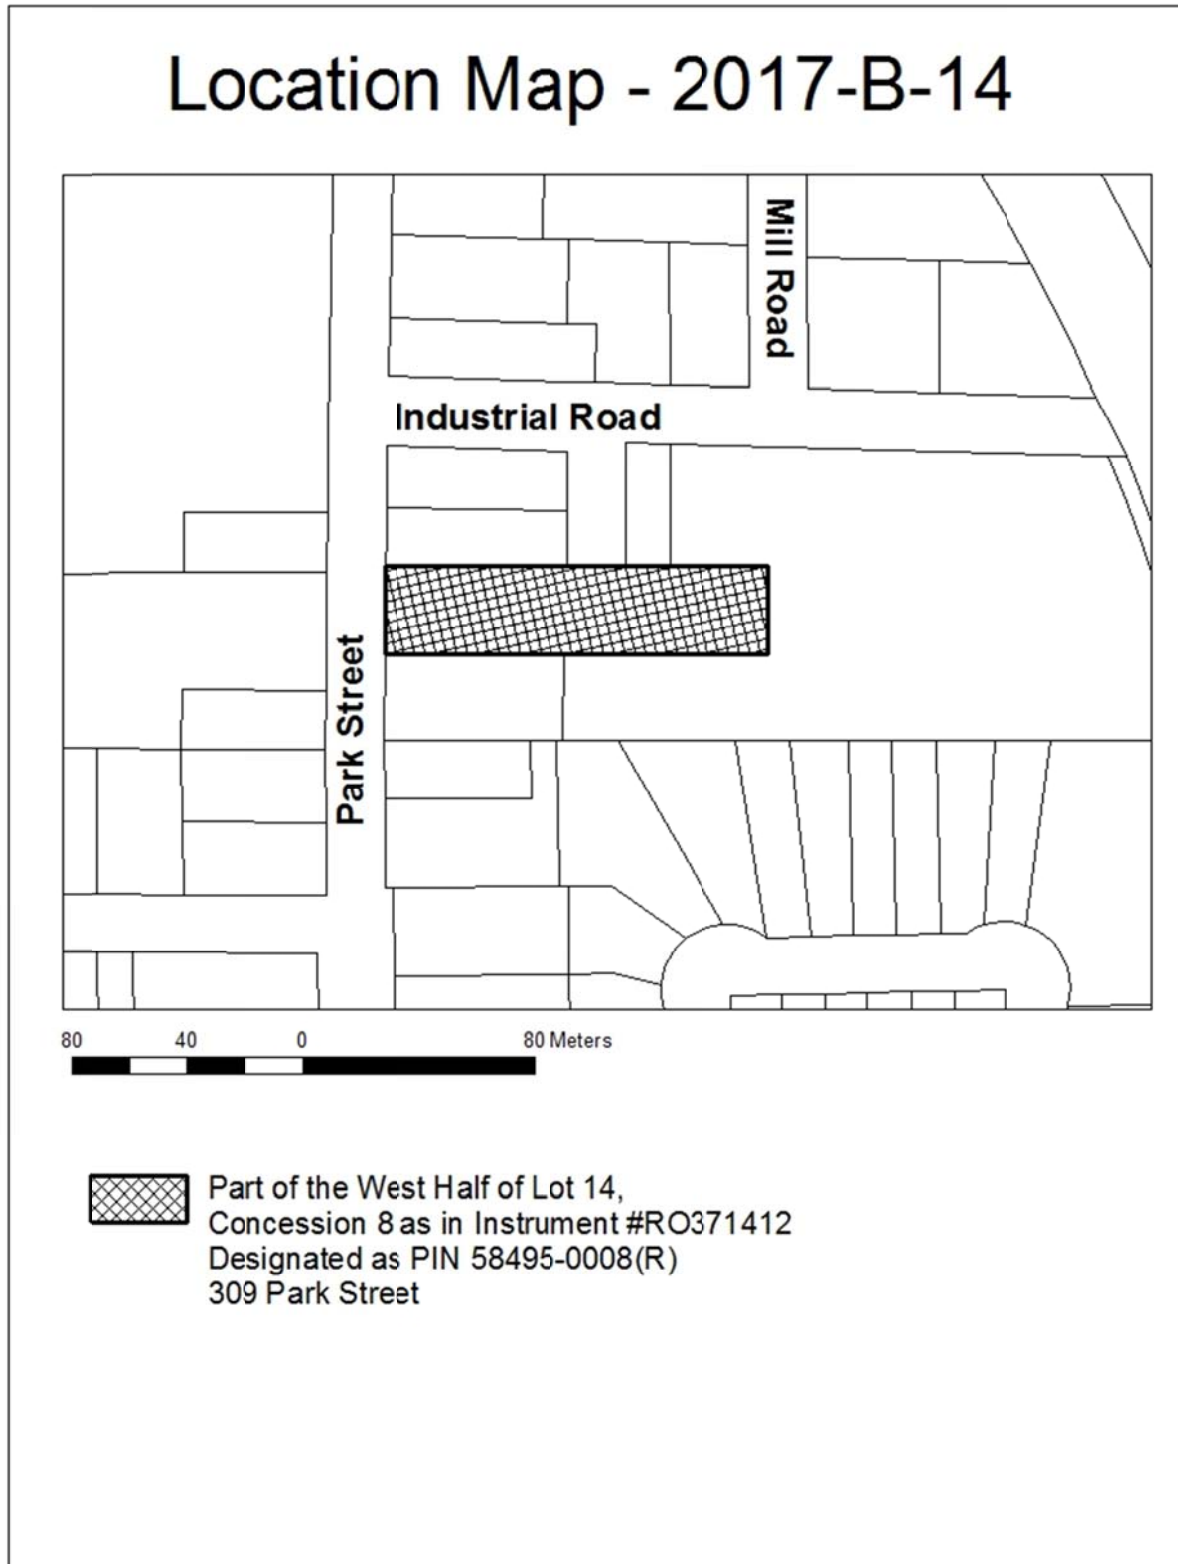 Location Map - 2017-B-14
Mill Road
Industrial Road
Park Street
80 40 0 80 Meters
Part of the West Half of Lot 14,
Concession 8 as in Instrument #RO371412
Designated as PIN 58495-0008(R)
309 Park Street